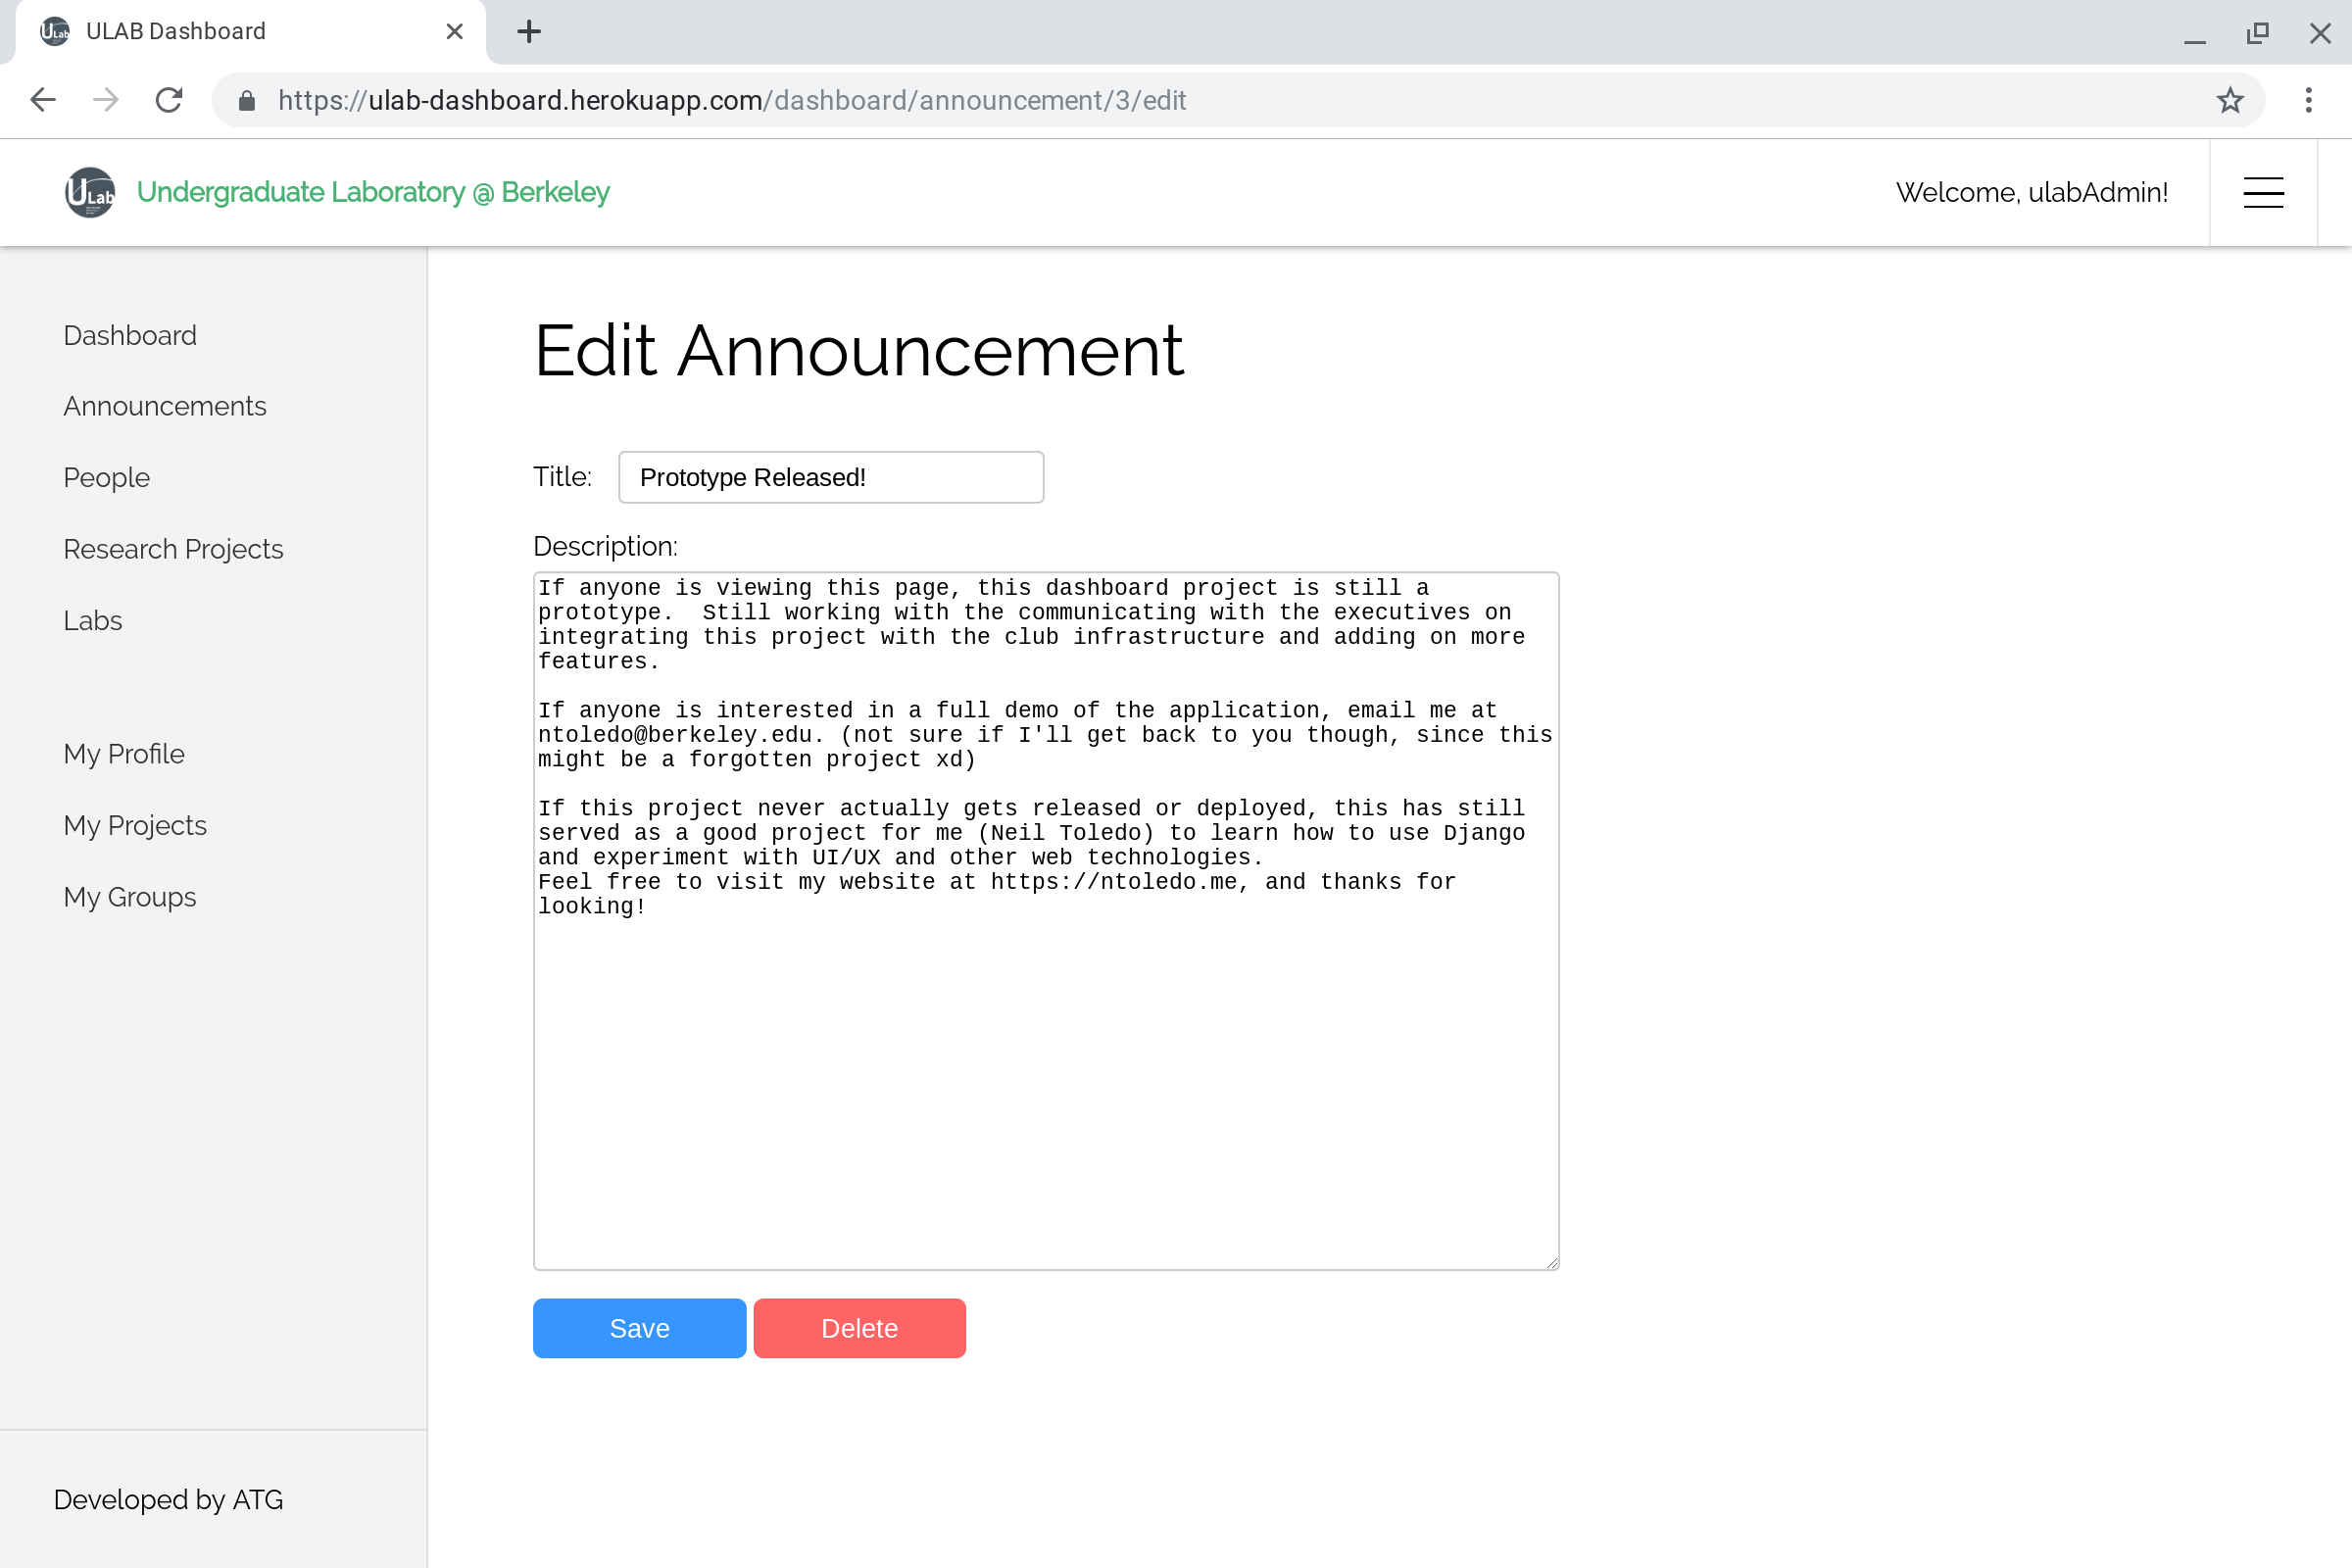 ULab
ULAB Dashboard
https://ulab-dashboard.herokuapp.com/dashboard/announcement/3/edit
ULab
Undergraduate Laboratory @ Berkeley
Welcome, ulabAdmin!
Dashboard
Announcements
People
Research Projects
Labs
My Profile
My Projects
My Groups
Developed by ATG
Edit Announcement
Title: Prototype Released!
Description:
If anyone is viewing this page, this dashboard project is still a
prototype.  Still working with the communicating with the executives on
integrating this project with the club infrastructure and adding on more
features.
If anyone is interested in a full demo of the application, email me at
ntoledo@berkeley.edu. (not sure if I'll get back to you though, since this
might be a forgotten project xd)
If this project never actually gets released or deployed, this has still
served as a good project for me (Neil Toledo) to learn how to use Django
and experiment with UI/UX and other web technologies.
Feel free to visit my website at https://ntoledo.me, and thanks for
looking!
Save Delete